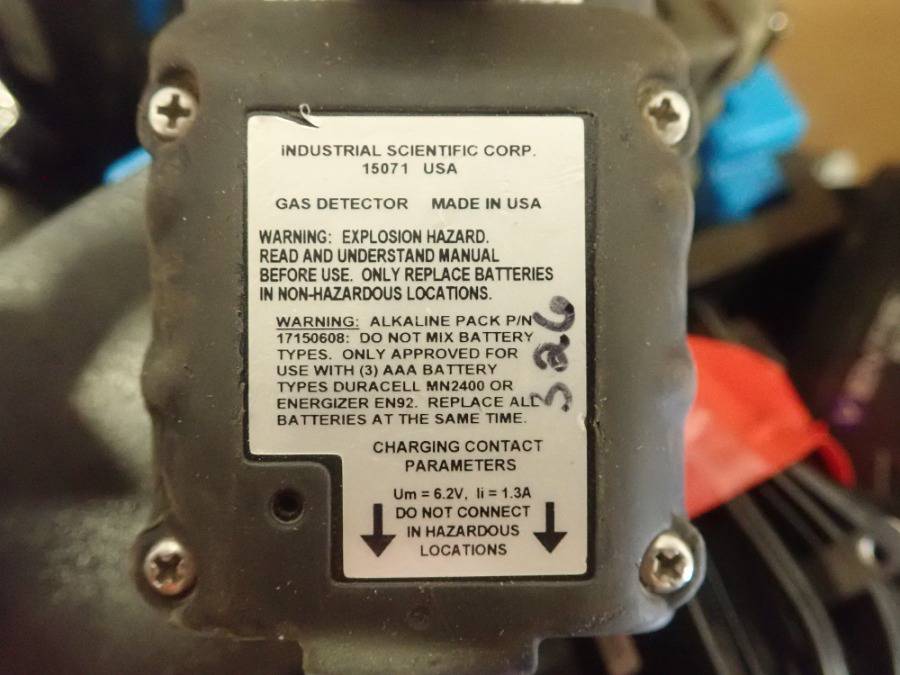 INDUSTRIAL SCIENTIFIC CORP.
15071 USA
GAS DETECTOR MADE IN USA
WARNING: EXPLOSION HAZARD.
READ AND UNDERSTAND MANUAL
BEFORE USE. ONLY REPLACE BATTERIES
IN NON-HAZARDOUS LOCATIONS.
WARNING: ALKALINE PACK P/N
17150608: DO NOT MIX BATTERY
TYPES. ONLY APPROVED FOR
USE WITH (3) AAA BATTERY
TYPES DURACELL MN2400 OR
ENERGIZER EN92. REPLACE ALL
BATTERIES AT THE SAME TIME.
326
CHARGING CONTACT
PARAMETERS
Um = 6.2V, Ii = 1.3A
DO NOT CONNECT
IN HAZARDOUS
LOCATIONS